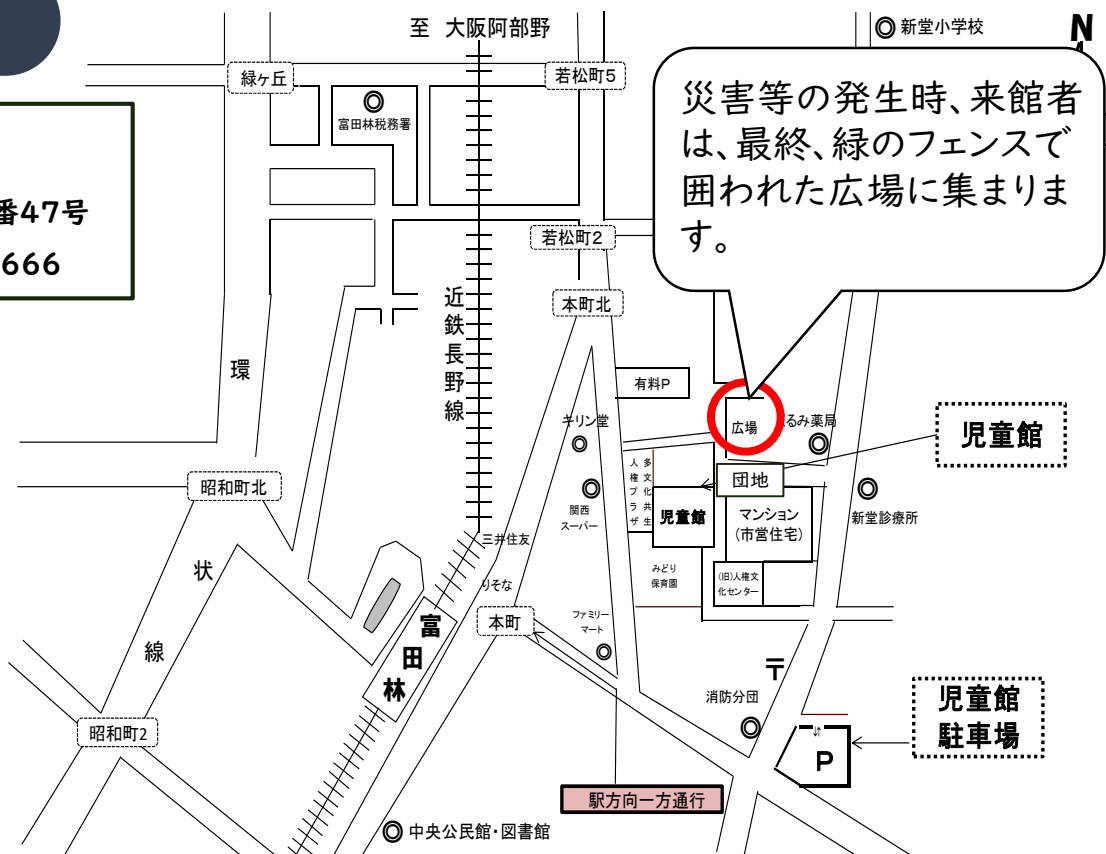 至 大阪阿部野
新堂小学校
N
緑ヶ丘
若松町5
富田林税務署
災害等の発生時、来館者
は、最終、緑のフェンスで
囲われた広場に集まりま
す。
番47号
666
若松町2
本町北
近鉄長野線
環状線
有料P
キリン堂
広場
るみ薬局
児童館
昭和町北
多文化共生
人権プラザ
団地
関西
スーパー
児童館
マンション
(市営住宅)
新堂診療所
三井住友
みどり
保育園
(旧)人権文
化センター
りそな
本町
ファミリー
マート
富田林
〒
消防分団
児童館
駐車場
昭和町2
P
駅方向一方通行
中央公民館・図書館